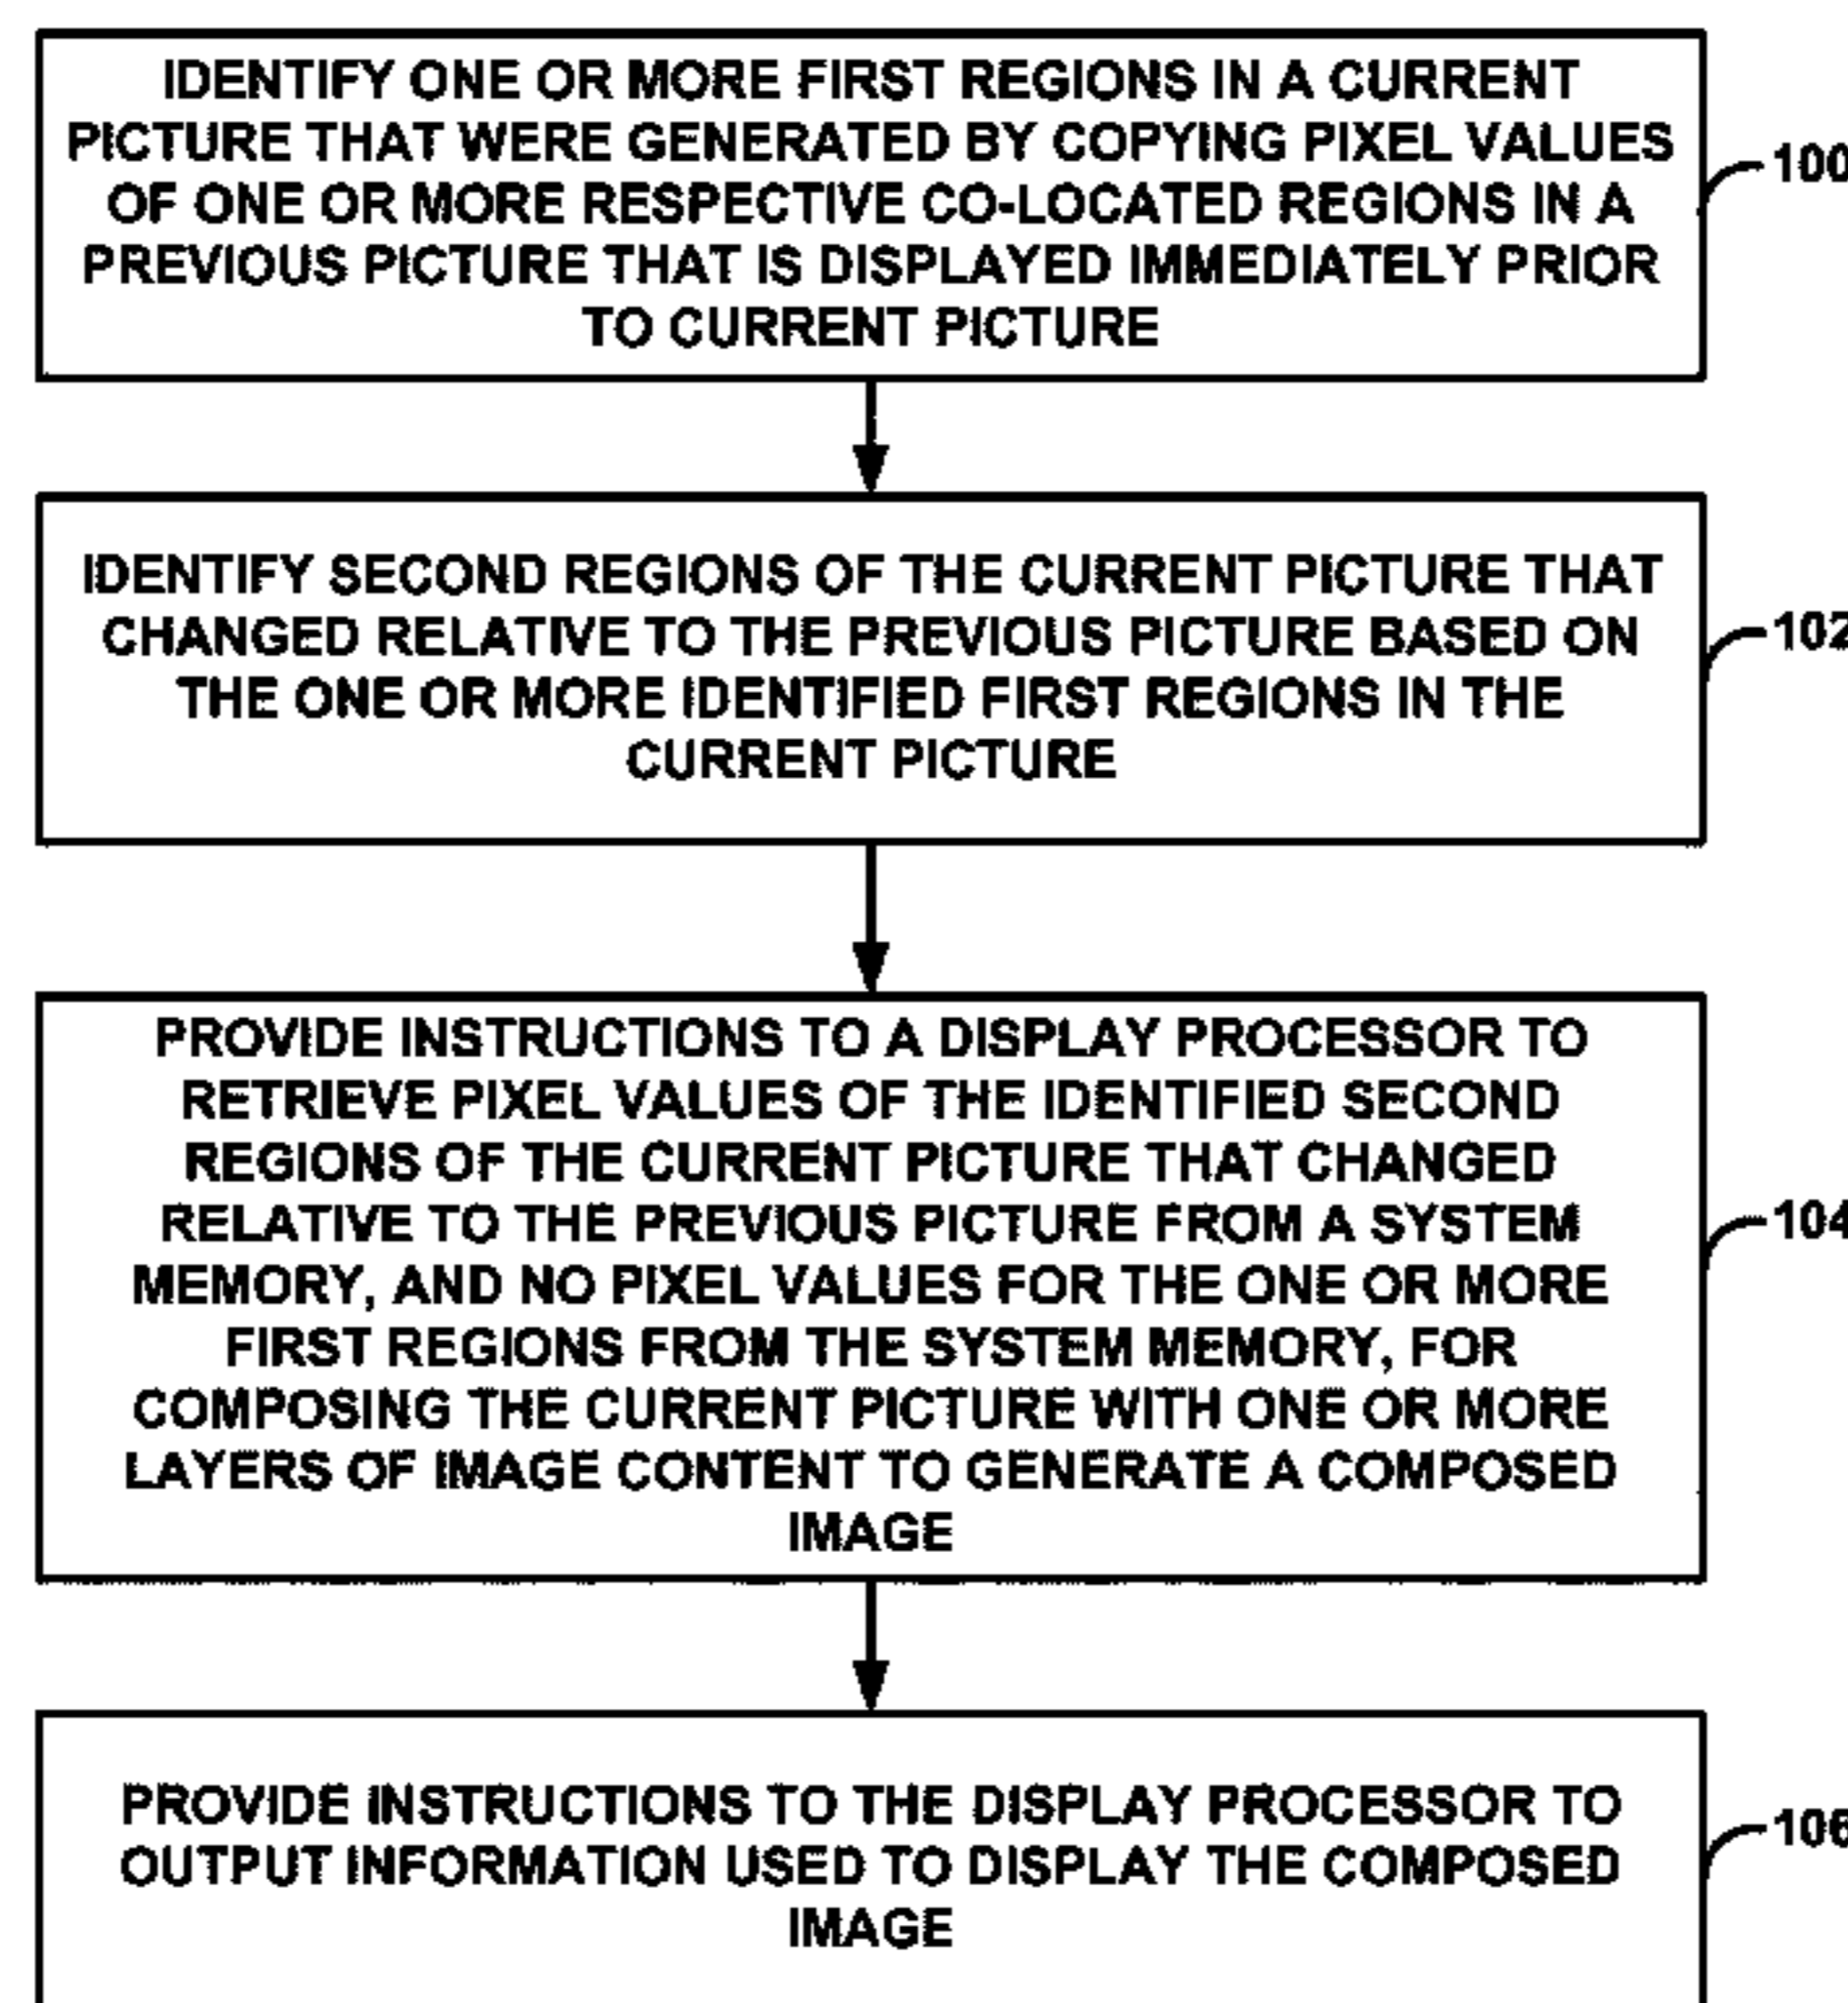 IDENTIFY ONE OR MORE FIRST REGIONS IN A CURRENT
PICTURE THAT WERE GENERATED BY COPYING PIXEL VALUES
OF ONE OR MORE RESPECTIVE CO-LOCATED REGIONS IN A
PREVIOUS PICTURE THAT IS DISPLAYED IMMEDIATELY PRIOR
TO CURRENT PICTURE
100
IDENTIFY SECOND REGIONS OF THE CURRENT PICTURE THAT
CHANGED RELATIVE TO THE PREVIOUS PICTURE BASED ON
THE ONE OR MORE IDENTIFIED FIRST REGIONS IN THE
CURRENT PICTURE
102
PROVIDE INSTRUCTIONS TO A DISPLAY PROCESSOR TO
RETRIEVE PIXEL VALUES OF THE IDENTIFIED SECOND
REGIONS OF THE CURRENT PICTURE THAT CHANGED
RELATIVE TO THE PREVIOUS PICTURE FROM A SYSTEM
MEMORY, AND NO PIXEL VALUES FOR THE ONE OR MORE
FIRST REGIONS FROM THE SYSTEM MEMORY, FOR
COMPOSING THE CURRENT PICTURE WITH ONE OR MORE
LAYERS OF IMAGE CONTENT TO GENERATE A COMPOSED
IMAGE
104
PROVIDE INSTRUCTIONS TO THE DISPLAY PROCESSOR TO
OUTPUT INFORMATION USED TO DISPLAY THE COMPOSED
IMAGE
106